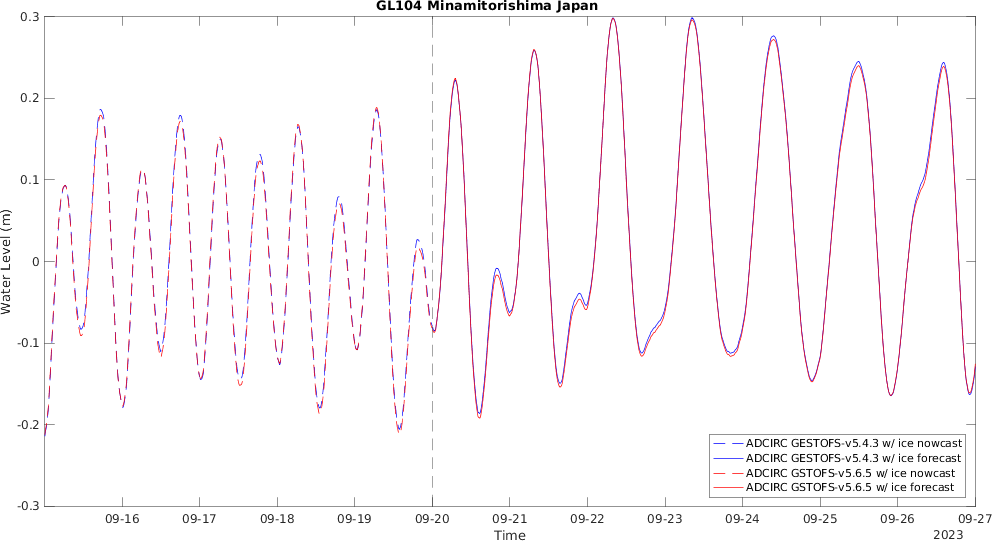 GL104 Minamitorishima Japan
0.3
0.2
0.1
0
-0.1
-0.2
-0.3
Water Level (m)
ADCIRC GESTOFS-v5.4.3 w/ ice nowcast
ADCIRC GESTOFS-v5.4.3 w/ ice forecast
ADCIRC GSTOFS-v5.6.5 w/ ice nowcast
ADCIRC GSTOFS-v5.6.5 w/ ice forecast
09-16 09-17 09-18 09-19 09-20 09-21 09-22 09-23 09-24 09-25 09-26 09-27
Time
2023